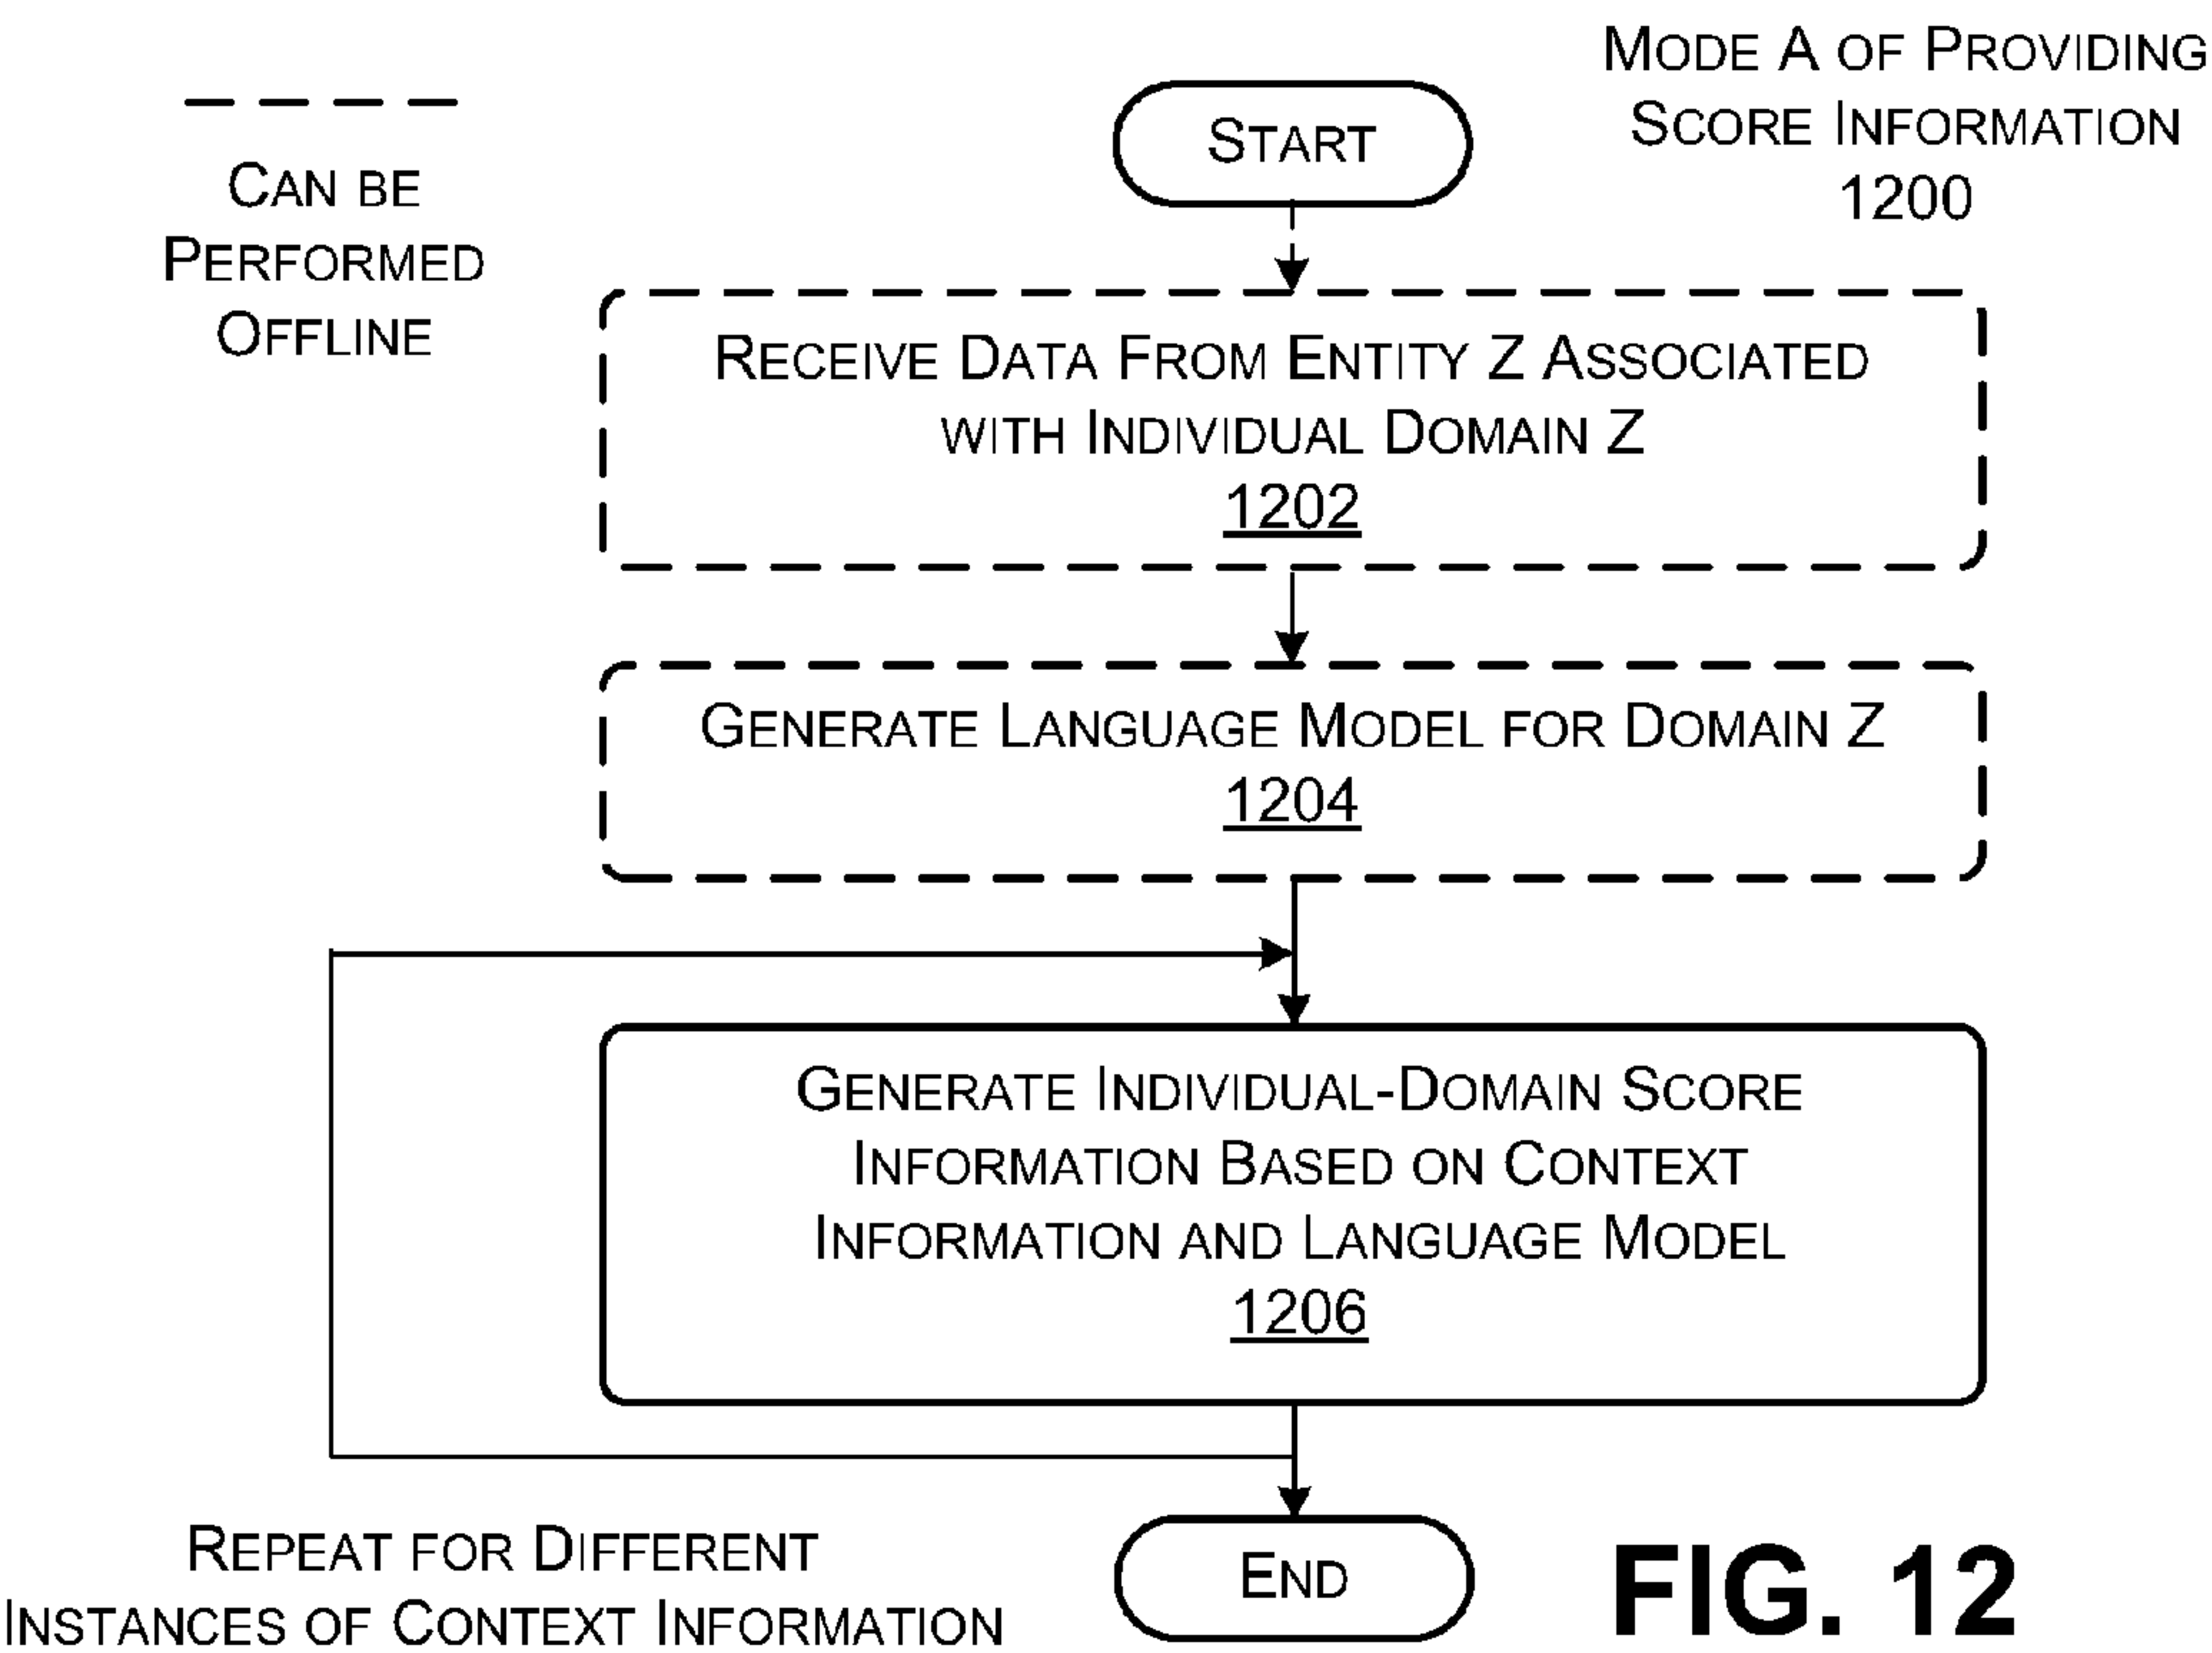 MODE A OF PROVIDING
SCORE INFORMATION
1200
CAN BE
PERFORMED
OFFLINE
START
RECEIVE DATA FROM ENTITY Z ASSOCIATED
WITH INDIVIDUAL DOMAIN Z
1202
GENERATE LANGUAGE MODEL FOR DOMAIN Z
1204
GENERATE INDIVIDUAL-DOMAIN SCORE
INFORMATION BASED ON CONTEXT
INFORMATION AND LANGUAGE MODEL
1206
REPEAT FOR DIFFERENT
INSTANCES OF CONTEXT INFORMATION
END
FIG. 12